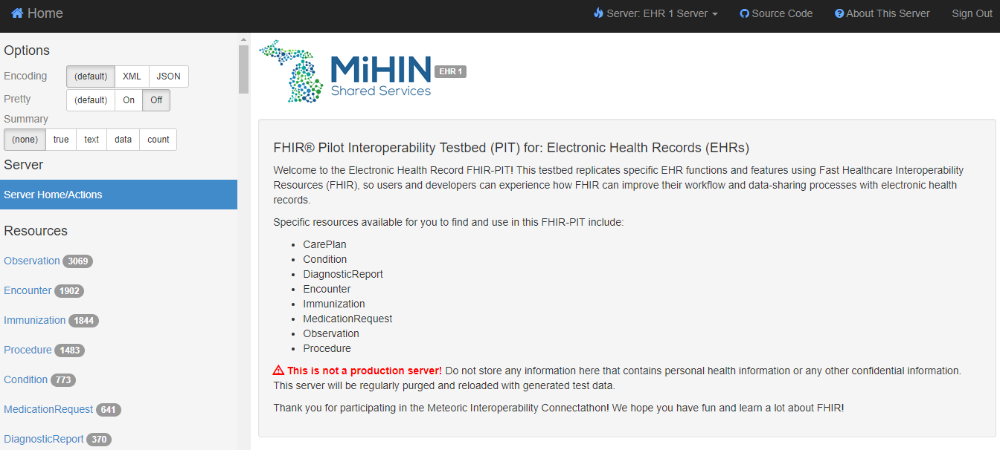 Home
Server: EHR 1 Server
Source Code
About This Server
Sign Out
Options
Encoding (default) XML JSON
Pretty (default) On Off
Summary
(none) true text data count
Server
Server Home/Actions
Resources
Observation 3069
Encounter 1902
Immunization 1844
Procedure 1483
Condition 773
MedicationRequest 641
DiagnosticReport 370
MiHIN EHR 1
Shared Services
FHIR® Pilot Interoperability Testbed (PIT) for: Electronic Health Records (EHRs)
Welcome to the Electronic Health Record FHIR-PIT! This testbed replicates specific EHR functions and features using Fast Healthcare Interoperability
Resources (FHIR), so users and developers can experience how FHIR can improve their workflow and data-sharing processes with electronic health
records.
Specific resources available for you to find and use in this FHIR-PIT include:
• CarePlan
• Condition
• DiagnosticReport
• Encounter
• Immunization
• MedicationRequest
• Observation
• Procedure
This is not a production server! Do not store any information here that contains personal health information or any other confidential information.
This server will be regularly purged and reloaded with generated test data.
Thank you for participating in the Meteoric Interoperability Connectathon! We hope you have fun and learn a lot about FHIR!